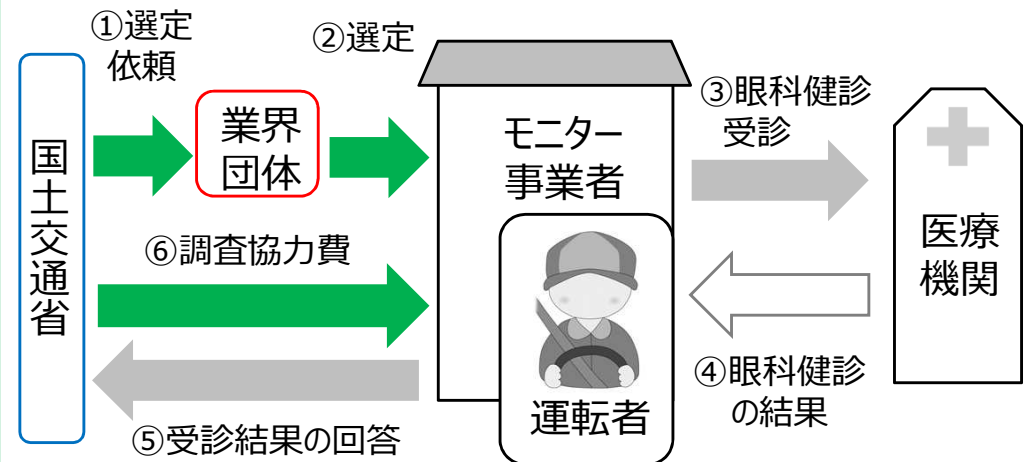 ①選定
依頼
②選定
国土交通省
業界
団体
モニター
事業者
③眼科健診
受診
医療
機関
⑥調査協力費
④眼科健診
の結果
運転者
⑤受診結果の回答